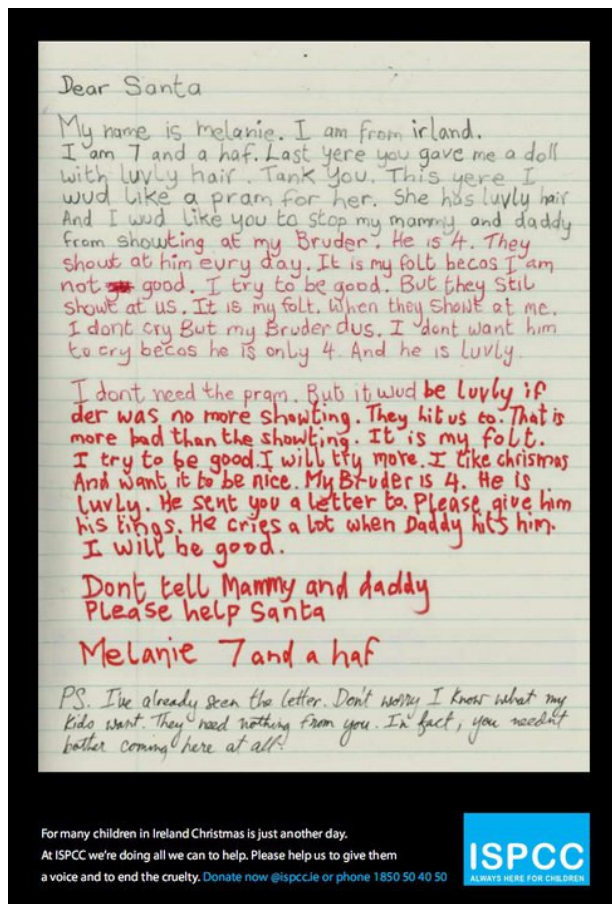 Dear Santa
My name is melanie. I am from irland.
I am 7 and a haf. Last yere you gave me a doll
with luvly hair. Tank you. This yere I
wud like a pram for her. She has luvly hair
And I wud like you to stop my mammy and daddy
from showting at my Bruder. He is 4. They
showt at him evry day. It is my folt becos I am
not good. I try to be good. But they stil
showt at us. It is my folt. When they showt at me.
I dont cry But my Bruder dus. I dont want him
to cry becos he is only 4. And he is luvly.
I dont need the pram. But it wud be luvly if
der was no more showting. They hit us to. That is
more bad than the showting. It is my folt.
I try to be good. I will try more. I like chrismas
And want it to be nice. My Bruder is 4. He is
luvly. He sent you a letter to. Please give him
his tings. He cries a lot when Daddy hits him.
I will be good.
Dont tell Mammy and daddy
Please help Santa
Melanie 7 and a haf
PS. I've already seen the letter. Don't worry I know what my
kids want. They need nothing from you. In fact, you needn't
bother coming here at all.
For many children in Ireland Christmas is just another day.
At ISPCC we're doing all we can to help. Please help us to give them
a voice and to end the cruelty. Donate now @ispcc.ie or phone 1850 50 40 50
ISPCC
ALWAYS HERE FOR CHILDREN